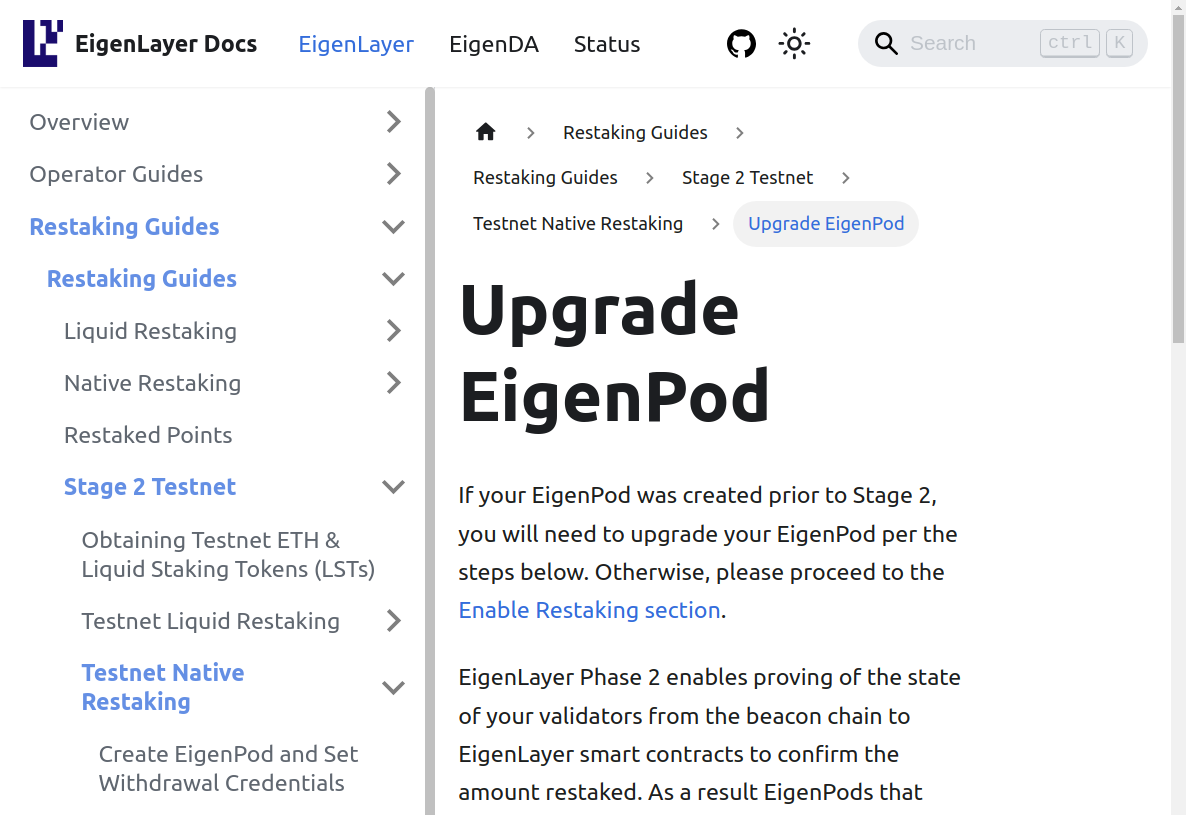 EigenLayer Docs EigenLayer EigenDA Status Search ctrl K
Overview
Operator Guides
Restaking Guides
Restaking Guides
Liquid Restaking
Native Restaking
Restaked Points
Stage 2 Testnet
Obtaining Testnet ETH &
Liquid Staking Tokens (LSTs)
Testnet Liquid Restaking
Testnet Native
Restaking
Create EigenPod and Set
Withdrawal Credentials
Restaking Guides
Restaking Guides Stage 2 Testnet
Testnet Native Restaking Upgrade EigenPod
Upgrade
EigenPod
If your EigenPod was created prior to Stage 2,
you will need to upgrade your EigenPod per the
steps below. Otherwise, please proceed to the
Enable Restaking section.
EigenLayer Phase 2 enables proving of the state
of your validators from the beacon chain to
EigenLayer smart contracts to confirm the
amount restaked. As a result EigenPods that